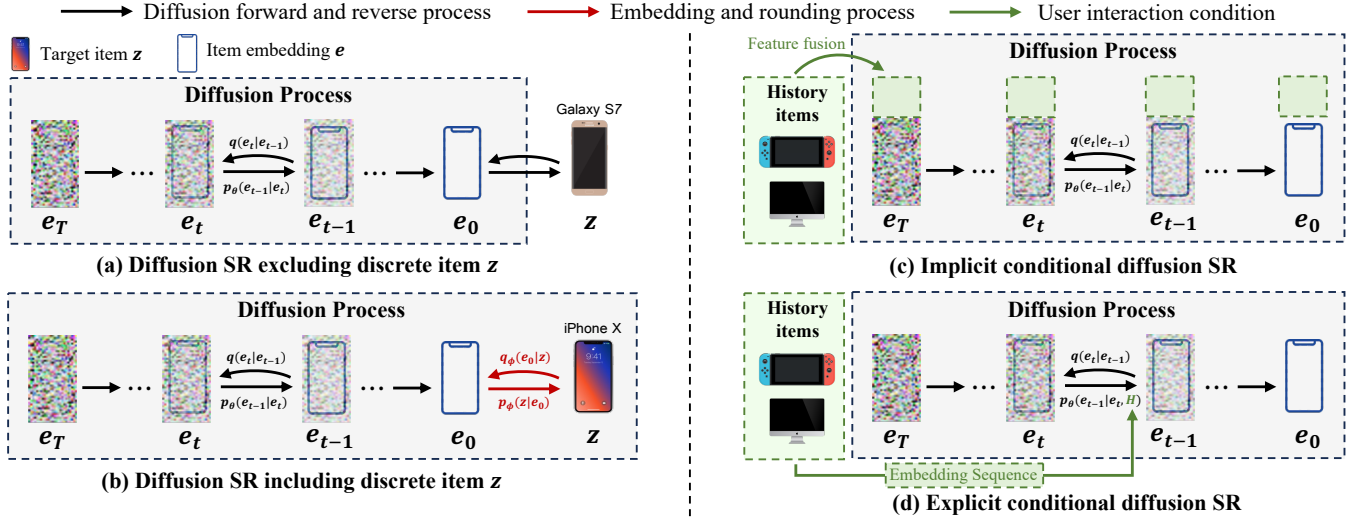 Diffusion forward and reverse process
Embedding and rounding process
User interaction condition
Target item z
Item embedding e
Diffusion Process
Galaxy S7
q(e_t|e_{t−1})
p_θ(e_{t−1}|e_t)
...
...
e_T
e_t
e_{t−1}
e_0
z
(a) Diffusion SR excluding discrete item z
Diffusion Process
iPhone X
9:41
q(e_t|e_{t−1})
p_θ(e_{t−1}|e_t)
q_ϕ(e_0|z)
p_ϕ(z|e_0)
...
...
e_T
e_t
e_{t−1}
e_0
z
(b) Diffusion SR including discrete item z
Feature fusion
Diffusion Process
History
items
q(e_t|e_{t−1})
p_θ(e_{t−1}|e_t)
...
...
e_T
e_t
e_{t−1}
e_0
(c) Implicit conditional diffusion SR
Diffusion Process
History
items
q(e_t|e_{t−1})
p_θ(e_{t−1}|e_t, H)
...
...
e_T
e_t
e_{t−1}
e_0
Embedding Sequence
(d) Explicit conditional diffusion SR